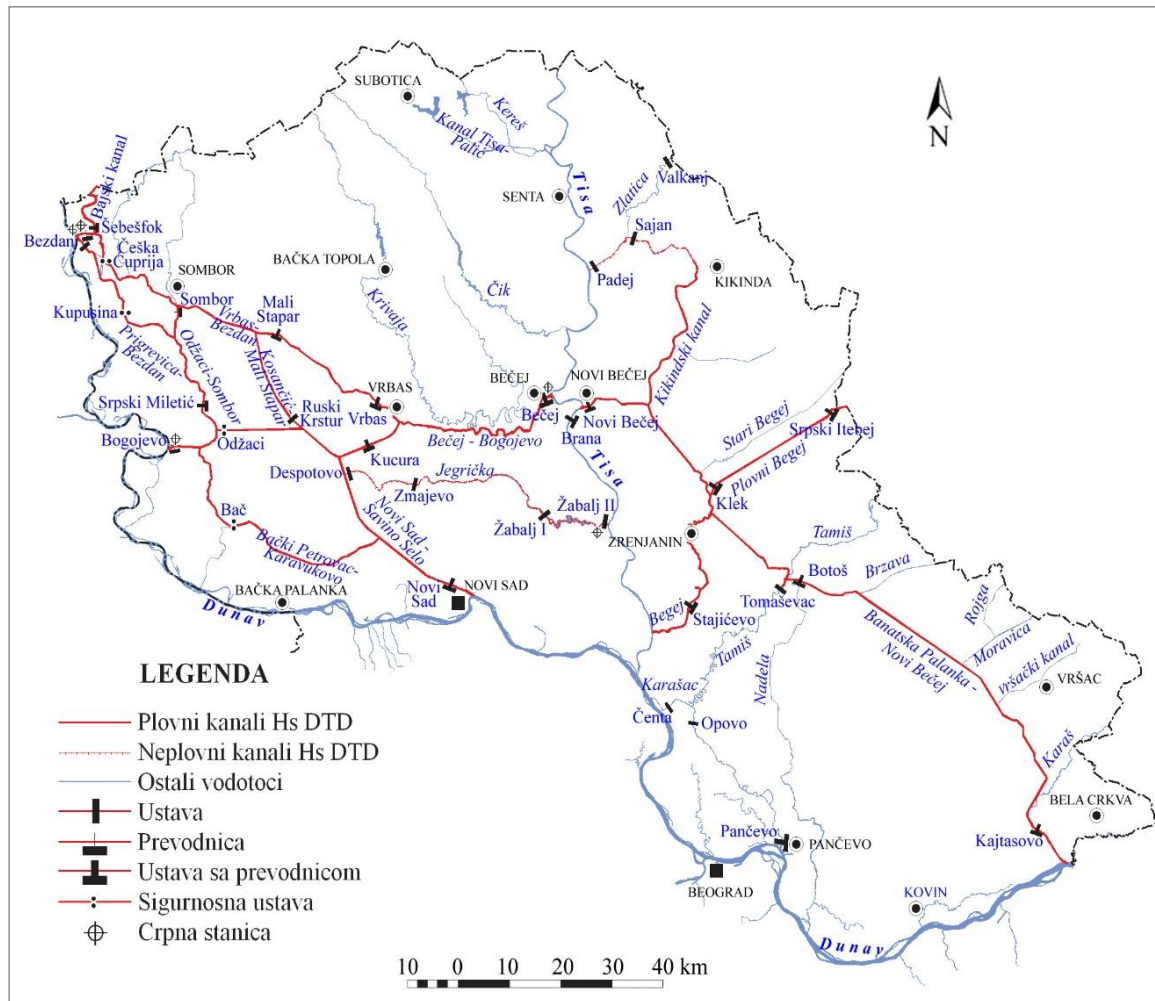 SUBOTICA
Kereš
Kanal Tisa-
Palić
N
Tisa
Valkanj
Zlatica
SENTA
Bajski kanal
Šebešfok
Sajan
Bezdan
Češka
Ćuprija
BAČKA TOPOLA
Padej
KIKINDA
SOMBOR
Čik
Sombor
Mali
Stapar
Krivaja
Kupusina
Vrbas-
Bezdan
Prigrevica-
Bezdan
Odžaci-Sombor
Kosančić-
Mali Stapar
Kikindski kanal
VRBAS
BEČEJ
NOVI BEČEJ
Srpski Miletić
Ruski
Krstur
Vrbas
Bečej
Novi Bečej
Stari Begej
Srpski Itebej
Brana
Bogojevo
Odžaci
Bečej - Bogojevo
Plovni Begej
Kucura
Tisa
Despotovo
Jegrička
Zmajevo
Klek
Žabalj II
Žabalj I
Bač
Novi Sad -
Savino Selo
ZRENJANIN
Tamiš
Bački Petrovac-
Karavukovo
Botoš
Brzava
Novi
Sad
NOVI SAD
Tomaševac
BAČKA PALANKA
Dunav
Begej
Stajićevo
Rojga
Moravica
Banatska Palanka -
Novi Bečej
Tamiš
Nadela
vršački kanal
LEGENDA
Karašac
VRŠAC
Čenta
Opovo
Plovni kanali Hs DTD
Karaš
Neplovni kanali Hs DTD
Ostali vodotoci
Ustava
BELA CRKVA
Pančevo
PANČEVO
Kajtasovo
Prevodnica
Ustava sa prevodnicom
BEOGRAD
Sigurnosna ustava
KOVIN
Crpna stanica
Dunav
10 0 10 20 30 40 km